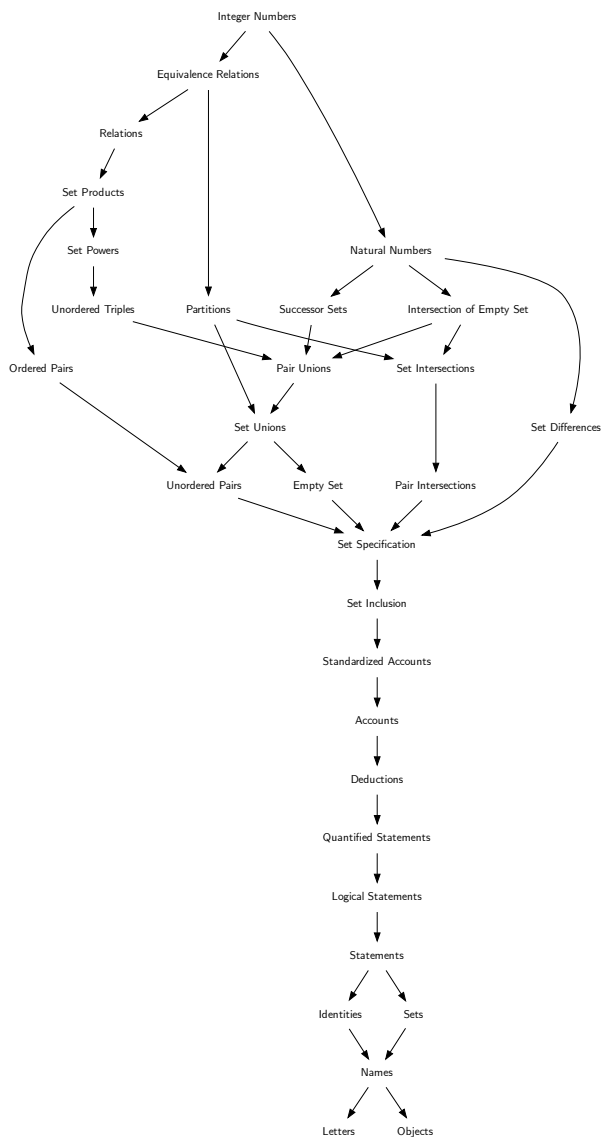 Integer Numbers
Equivalence Relations
Relations
Set Products
Set Powers
Natural Numbers
Unordered Triples
Partitions
Successor Sets
Intersection of Empty Set
Ordered Pairs
Pair Unions
Set Intersections
Set Unions
Set Differences
Unordered Pairs
Empty Set
Pair Intersections
Set Specification
Set Inclusion
Standardized Accounts
Accounts
Deductions
Quantified Statements
Logical Statements
Statements
Identities
Sets
Names
Letters
Objects